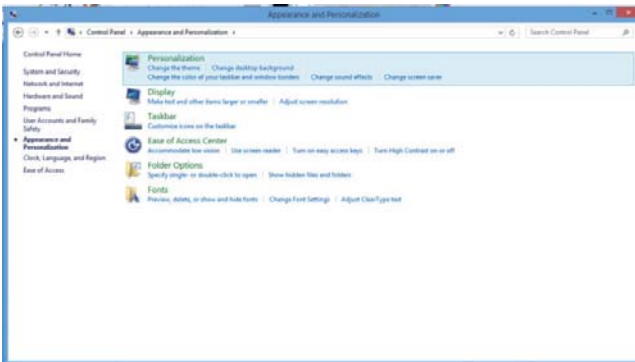 Appearance and Personalization
Control Panel Appearance and Personalization
Search Control Panel
Control Panel Home
System and Security
Network and Internet
Hardware and Sound
Programs
User Accounts and Family
Safety
Appearance and
Personalization
Clock, Language, and Region
Ease of Access
Personalization
Change the theme Change desktop background
Change the color of your taskbar and window borders Change sound effects Change screen saver
Display
Make text and other items larger or smaller Adjust screen resolution
Taskbar
Customize icons on the taskbar
Ease of Access Center
Accommodate low vision Use screen reader Turn on easy access keys Turn High Contrast on or off
Folder Options
Specify single- or double-click to open Show hidden files and folders
Fonts
Preview, delete, or show and hide fonts Change Font Settings Adjust ClearType text